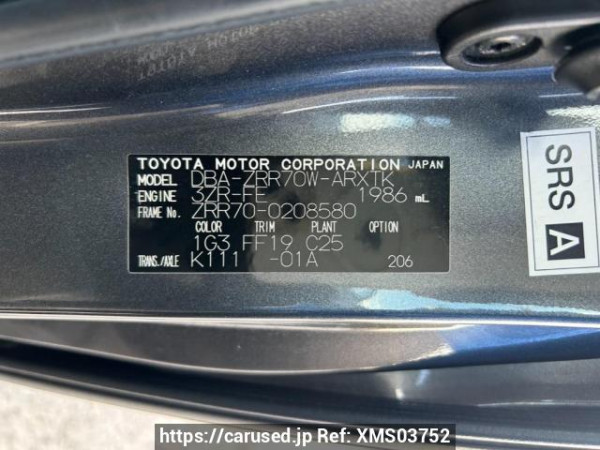 TOYOTA MOTOR CORPORATION JAPAN
MODEL DBA-ZRR70W-ARXTK
ENGINE 3ZR-FE 1986 mL
FRAME No. ZRR70-0208580
COLOR TRIM PLANT OPTION
1G3 FF19 C25
TRANS./AXLE K111 -01A 206
SRS A
https://carused.jp Ref: XMS03752